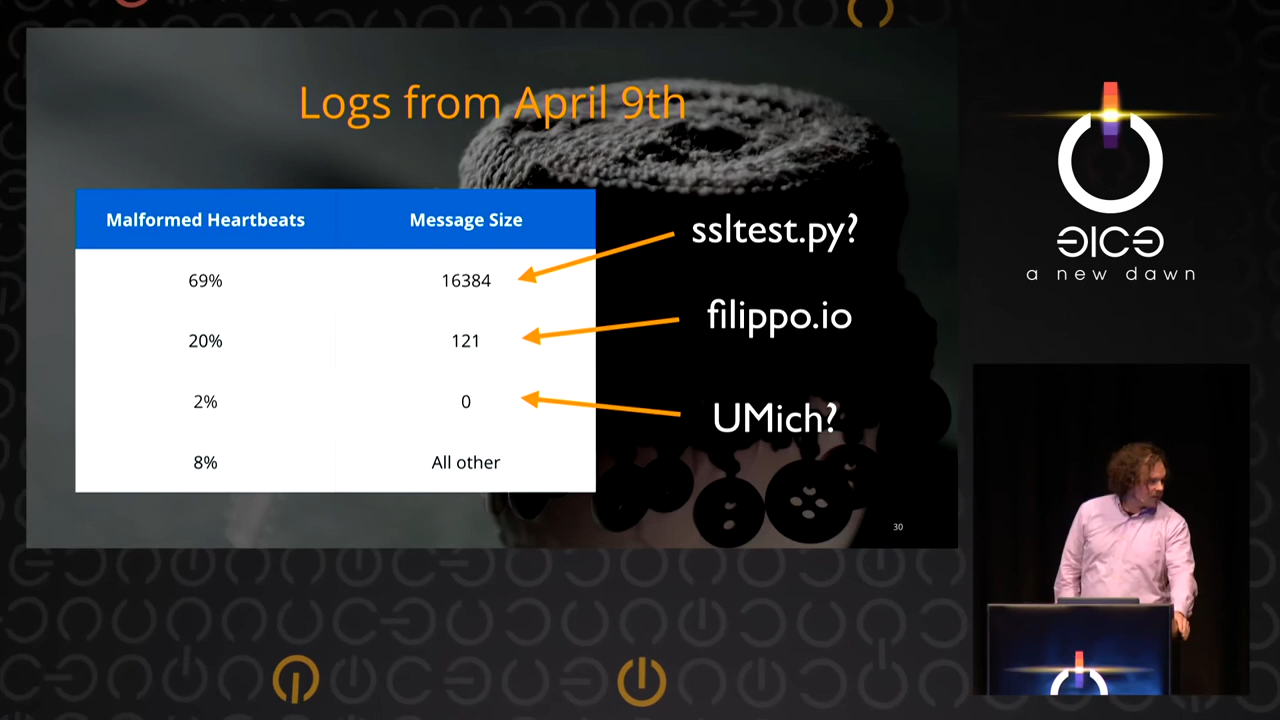 Logs from April 9th
Malformed Heartbeats Message Size
69% 16384
20% 121
2% 0
8% All other
ssltest.py?
filippo.io
UMich?
30
a new dawn